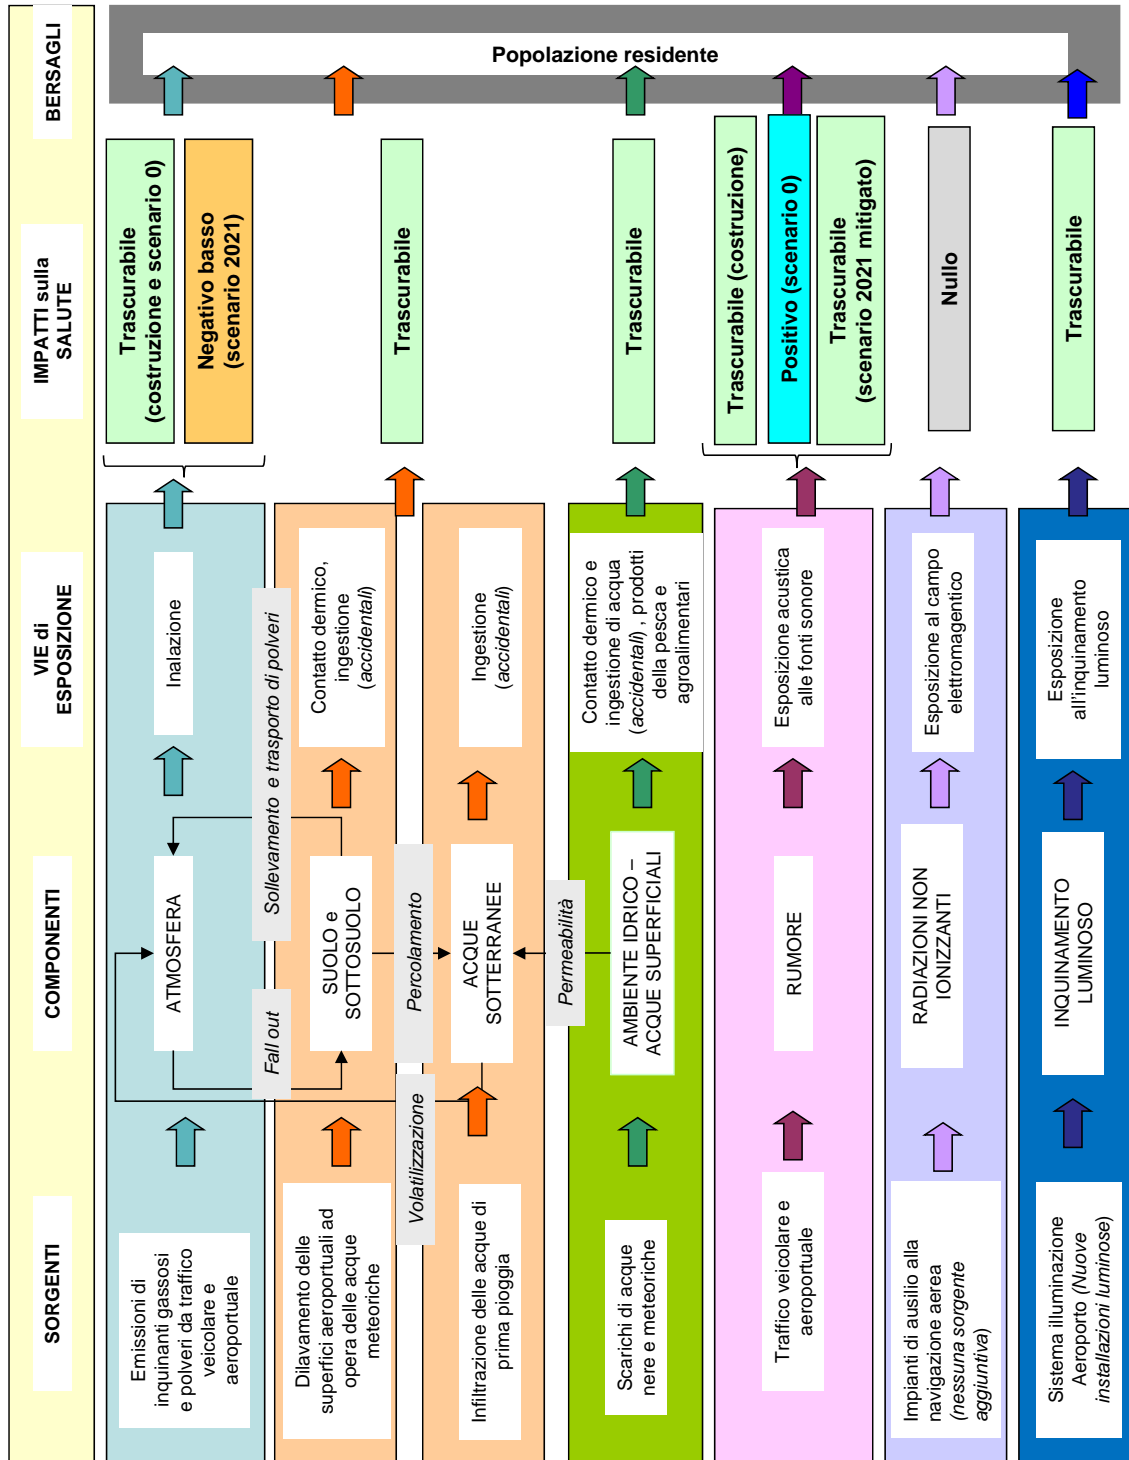 SORGENTI
COMPONENTI
VIE di
ESPOSIZIONE
IMPATTI sulla
SALUTE
BERSAGLI
Emissioni di
inquinanti gassosi
e polveri da traffico
veicolare e
aeroportuale
ATMOSFERA
Inalazione
Trascurabile
(costruzione e scenario 0)
Negativo basso
(scenario 2021)
Popolazione residente
Fall out
Sollevamento e trasporto di polveri
Dilavamento delle
superfici aeroportuali ad
opera delle acque
meteoriche
SUOLO e
SOTTOSUOLO
Contatto dermico,
ingestione
(accidentali)
Trascurabile
Volatilizzazione
Percolamento
Infiltrazione delle acque di
prima pioggia
ACQUE
SOTTERRANEE
Ingestione
(accidentali)
Permeabilità
Scarichi di acque
nere e meteoriche
AMBIENTE IDRICO –
ACQUE SUPERFICIALI
Contatto dermico e
ingestione di acqua
(accidentali) , prodotti
della pesca e
agroalimentari
Trascurabile
Traffico veicolare e
aeroportuale
RUMORE
Esposizione acustica
alle fonti sonore
Trascurabile (costruzione)
Positivo (scenario 0)
Trascurabile
(scenario 2021 mitigato)
Impianti di ausilio alla
navigazione aerea
(nessuna sorgente
aggiuntiva)
RADIAZIONI NON
IONIZZANTI
Esposizione al campo
elettromagentico
Nullo
Sistema illuminazione
Aeroporto (Nuove
installazioni luminose)
INQUINAMENTO
LUMINOSO
Esposizione
all'inquinamento
luminoso
Trascurabile